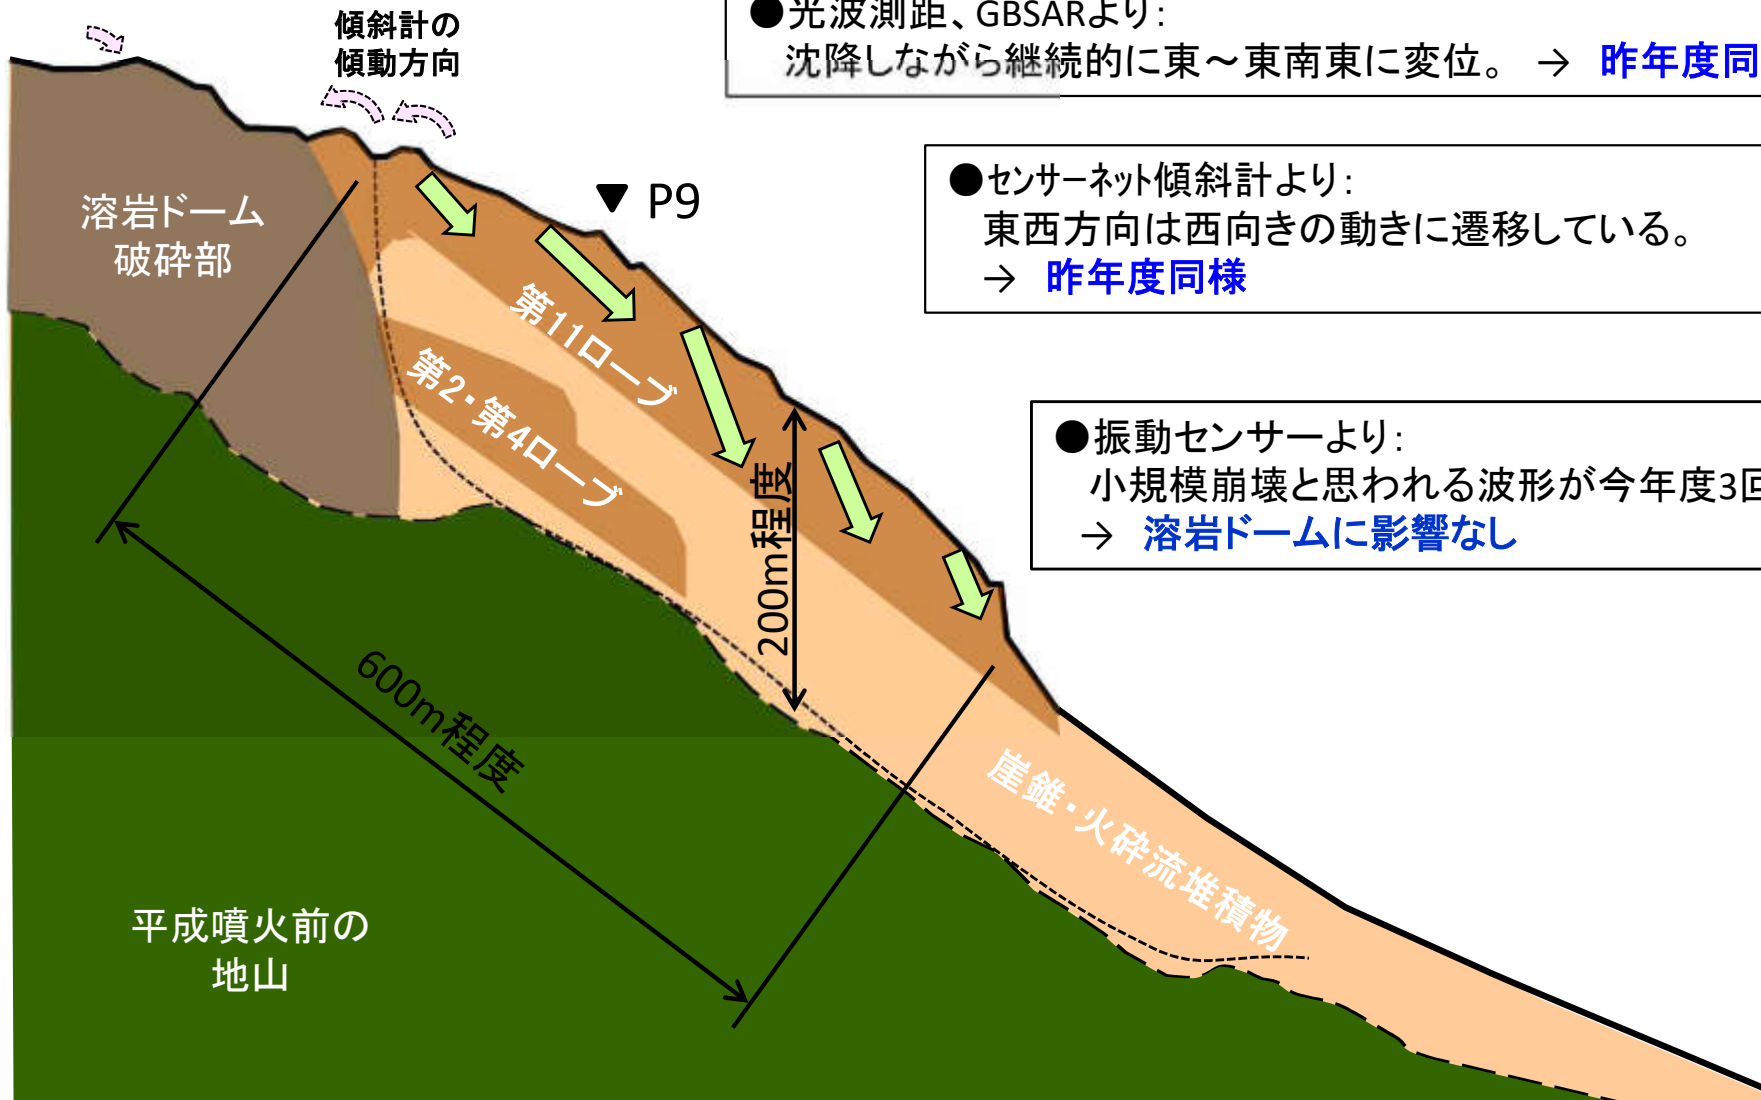 傾斜計の
傾動方向
●光波測距、GBSARより:
沈降しながら継続的に東～東南東に変位。 → 昨年度同
▼ P9
●センサーネット傾斜計より:
東西方向は西向きの動きに遷移している。
→ 昨年度同様
溶岩ドーム
破砕部
第11ローブ
第2・第4ローブ
●振動センサーより:
小規模崩壊と思われる波形が今年度3回
→ 溶岩ドームに影響なし
200m程度
600m程度
崖錐・火砕流堆積物
平成噴火前の
地山